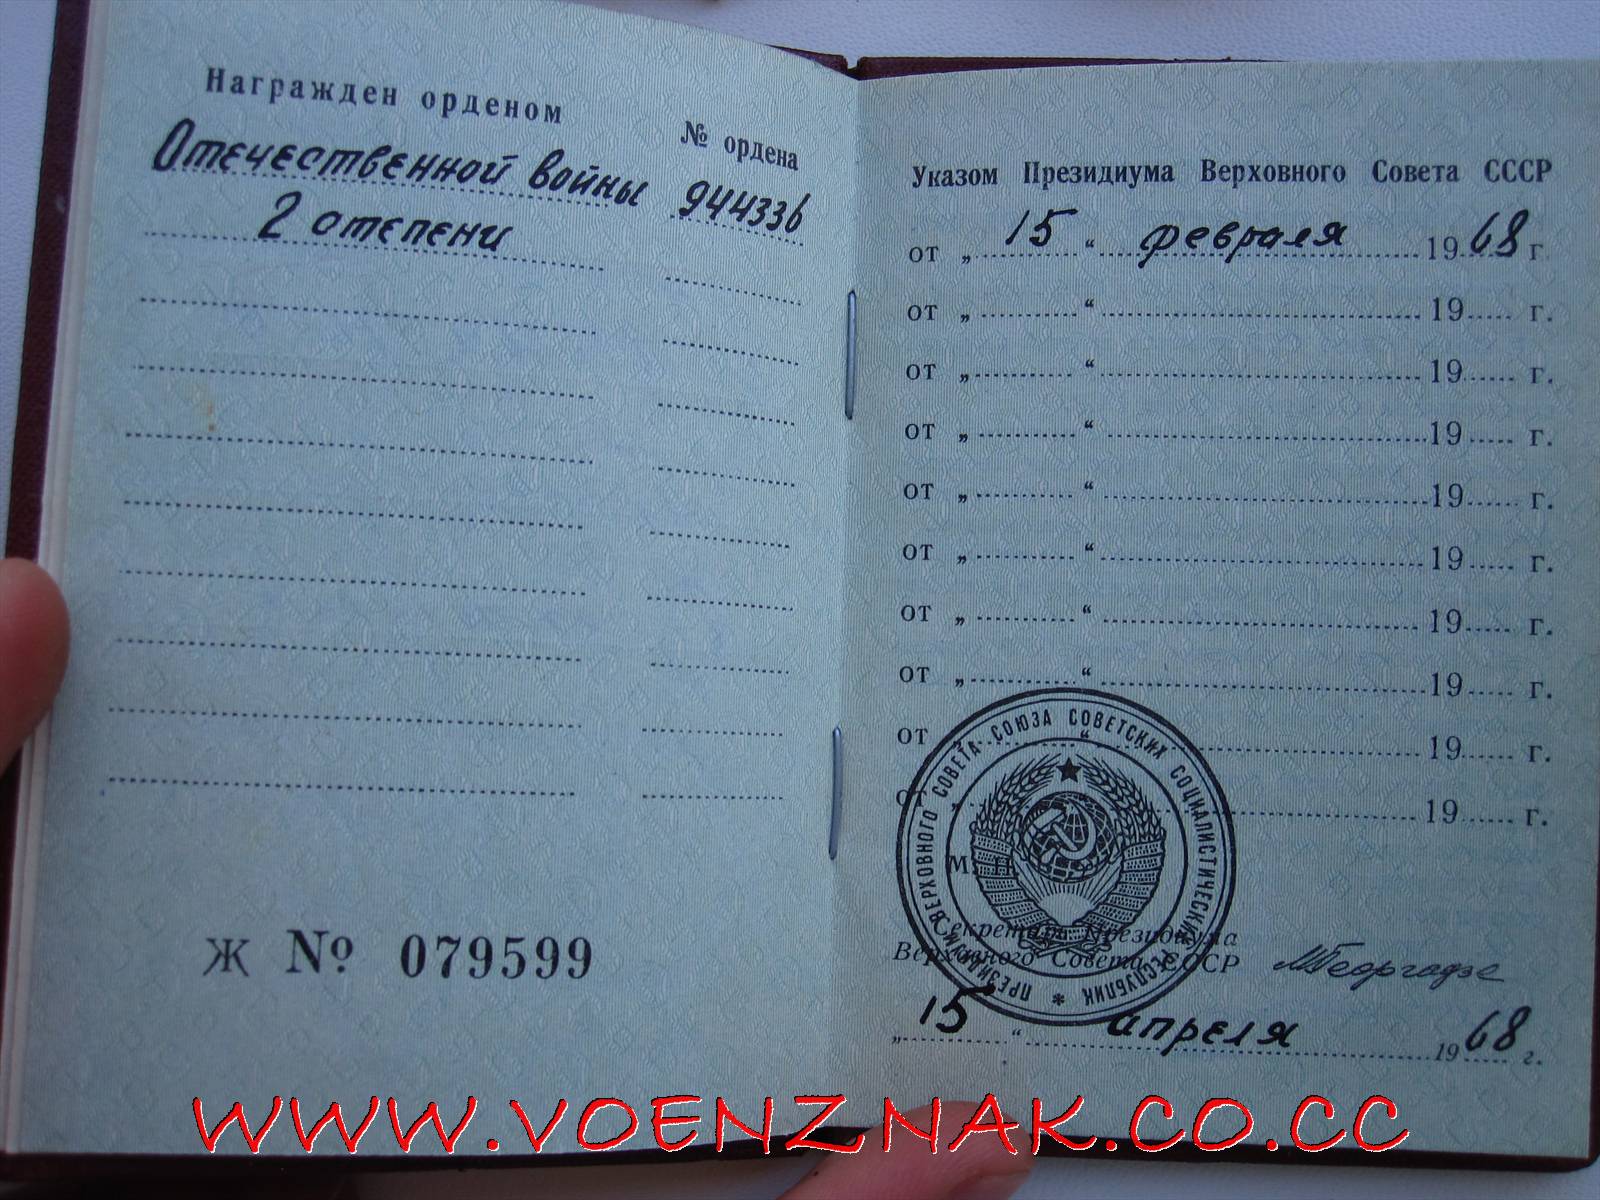 Награжден орденом
№ ордена
Отечественной войны 944336
2 степени
Ж № 079599
Указом Президиума Верховного Совета СССР
от „ 15 “ февраля 1968 г.
от „ “ 19 г.
от „ “ 19 г.
от „ “ 19 г.
от „ “ 19 г.
от „ “ 19 г.
от „ “ 19 г.
от „ “ 19 г.
от „ “ 19 г.
от „ “ 19 г.
М. П.
ПРЕЗИДИУМ ВЕРХОВНОГО СОВЕТА СОЮЗА СОВЕТСКИХ СОЦИАЛИСТИЧЕСКИХ РЕСПУБЛИК *
Секретарь Президиума
Верховного Совета СССР МГеоргадзе
„ 15 “ апреля 1968 г.
WWW.VOENZNAK.CO.CC